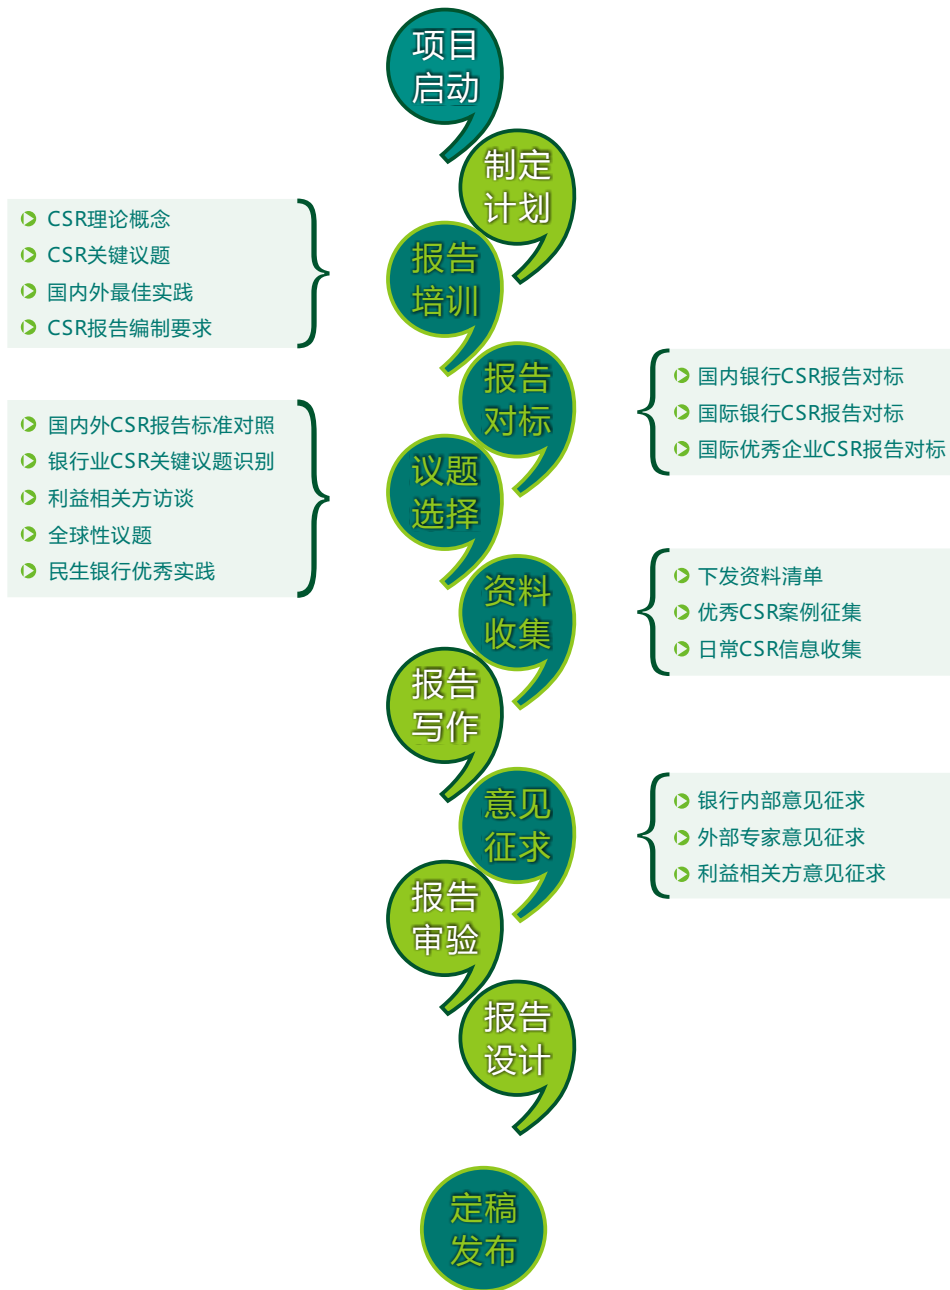 项目
启动
制定
计划
报告
培训
CSR理论概念
CSR关键议题
国内外最佳实践
CSR报告编制要求
报告
对标
国内银行CSR报告对标
国际银行CSR报告对标
国际优秀企业CSR报告对标
议题
选择
国内外CSR报告标准对照
银行业CSR关键议题识别
利益相关方访谈
全球性议题
民生银行优秀实践
资料
收集
下发资料清单
优秀CSR案例征集
日常CSR信息收集
报告
写作
意见
征求
银行内部意见征求
外部专家意见征求
利益相关方意见征求
报告
审验
报告
设计
定稿
发布